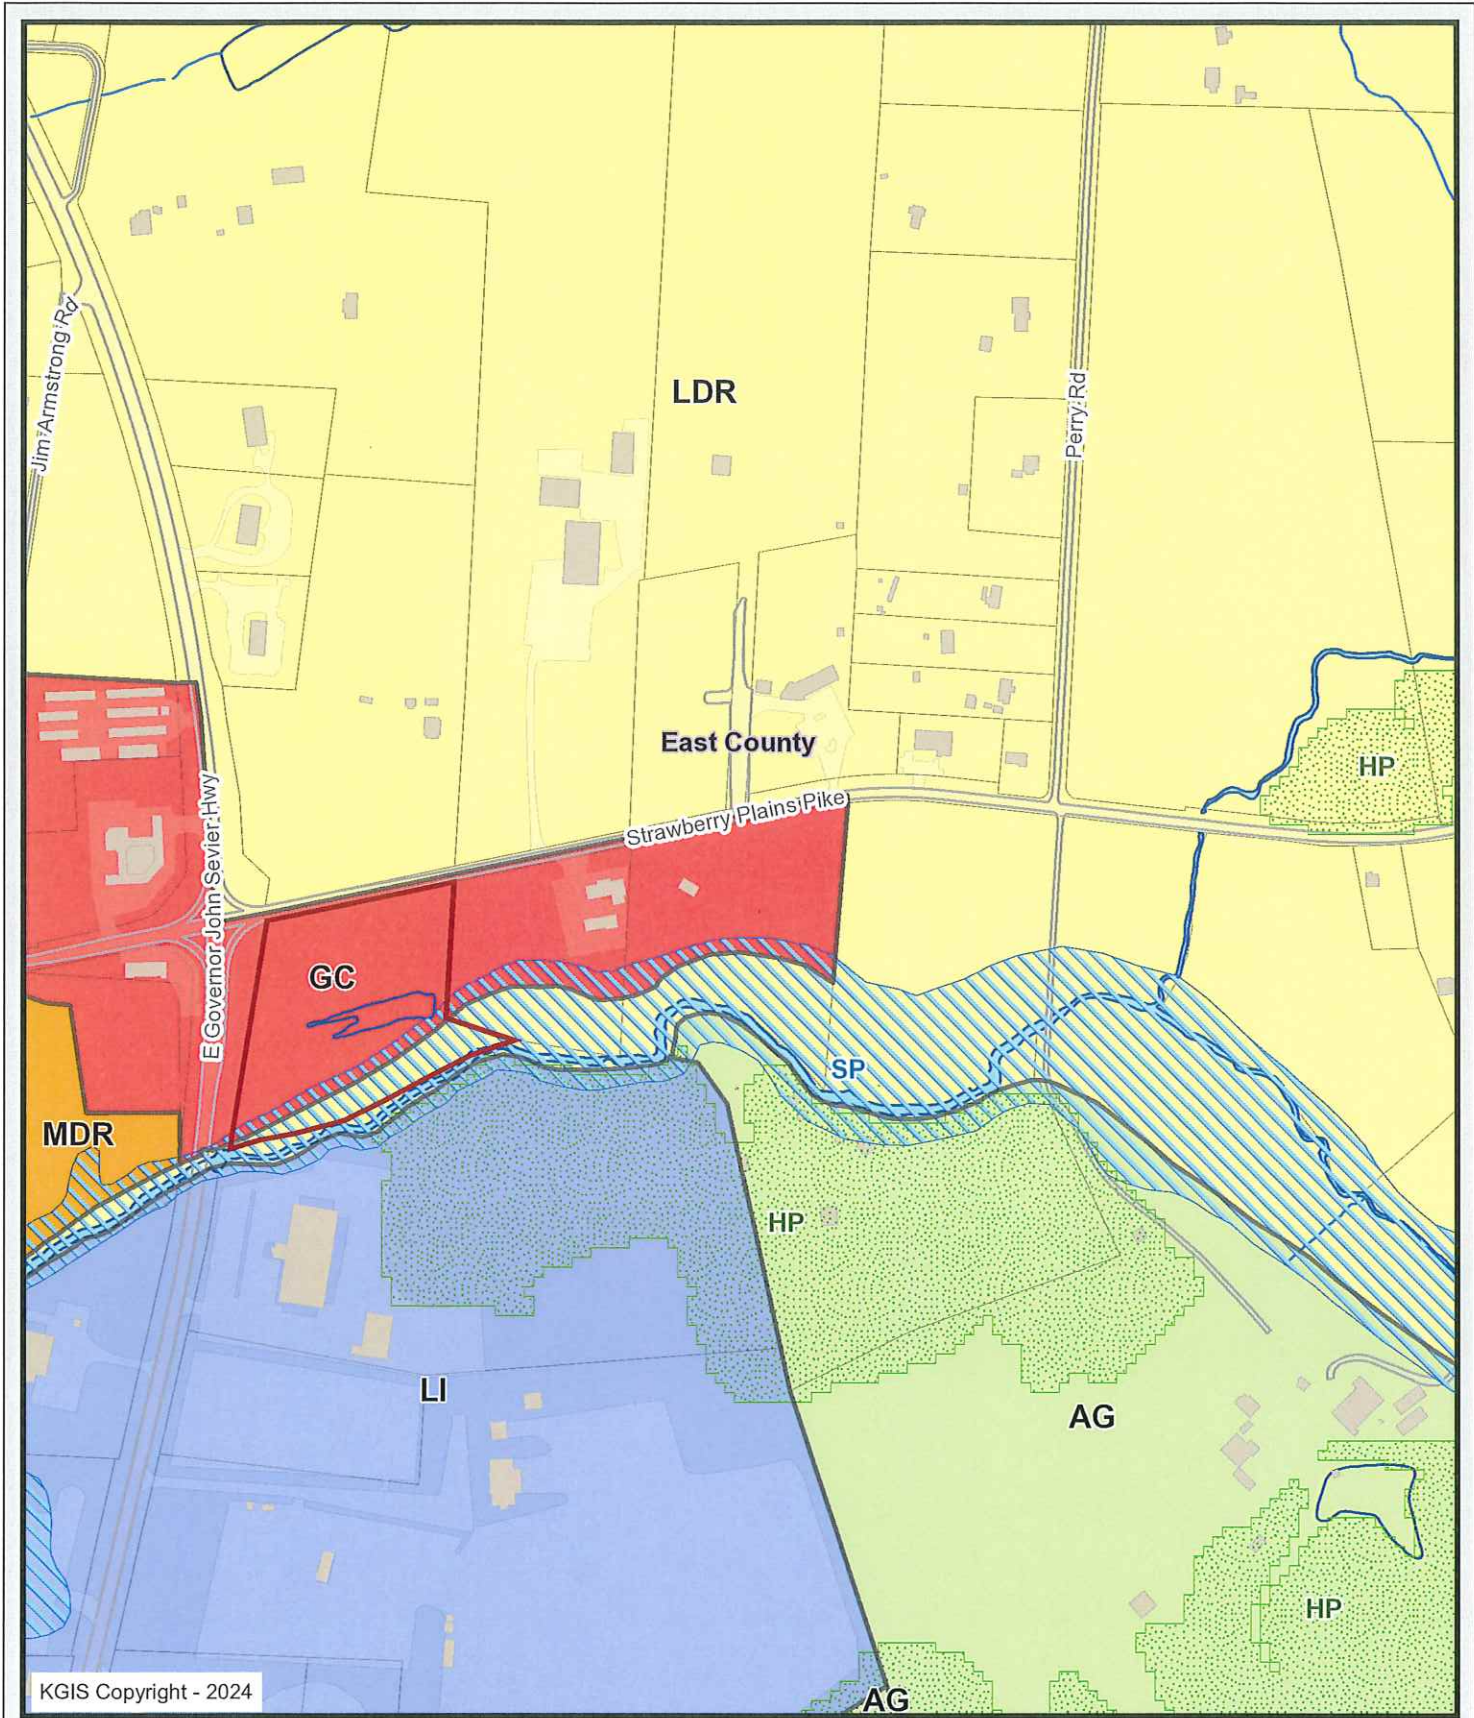 Jim Armstrong Rd
LDR
Perry Rd
East County
HP
Strawberry Plains Pike
E Governor John Sevier Hwy
GC
SP
MDR
HP
LI
AG
HP
KGIS Copyright - 2024
AG